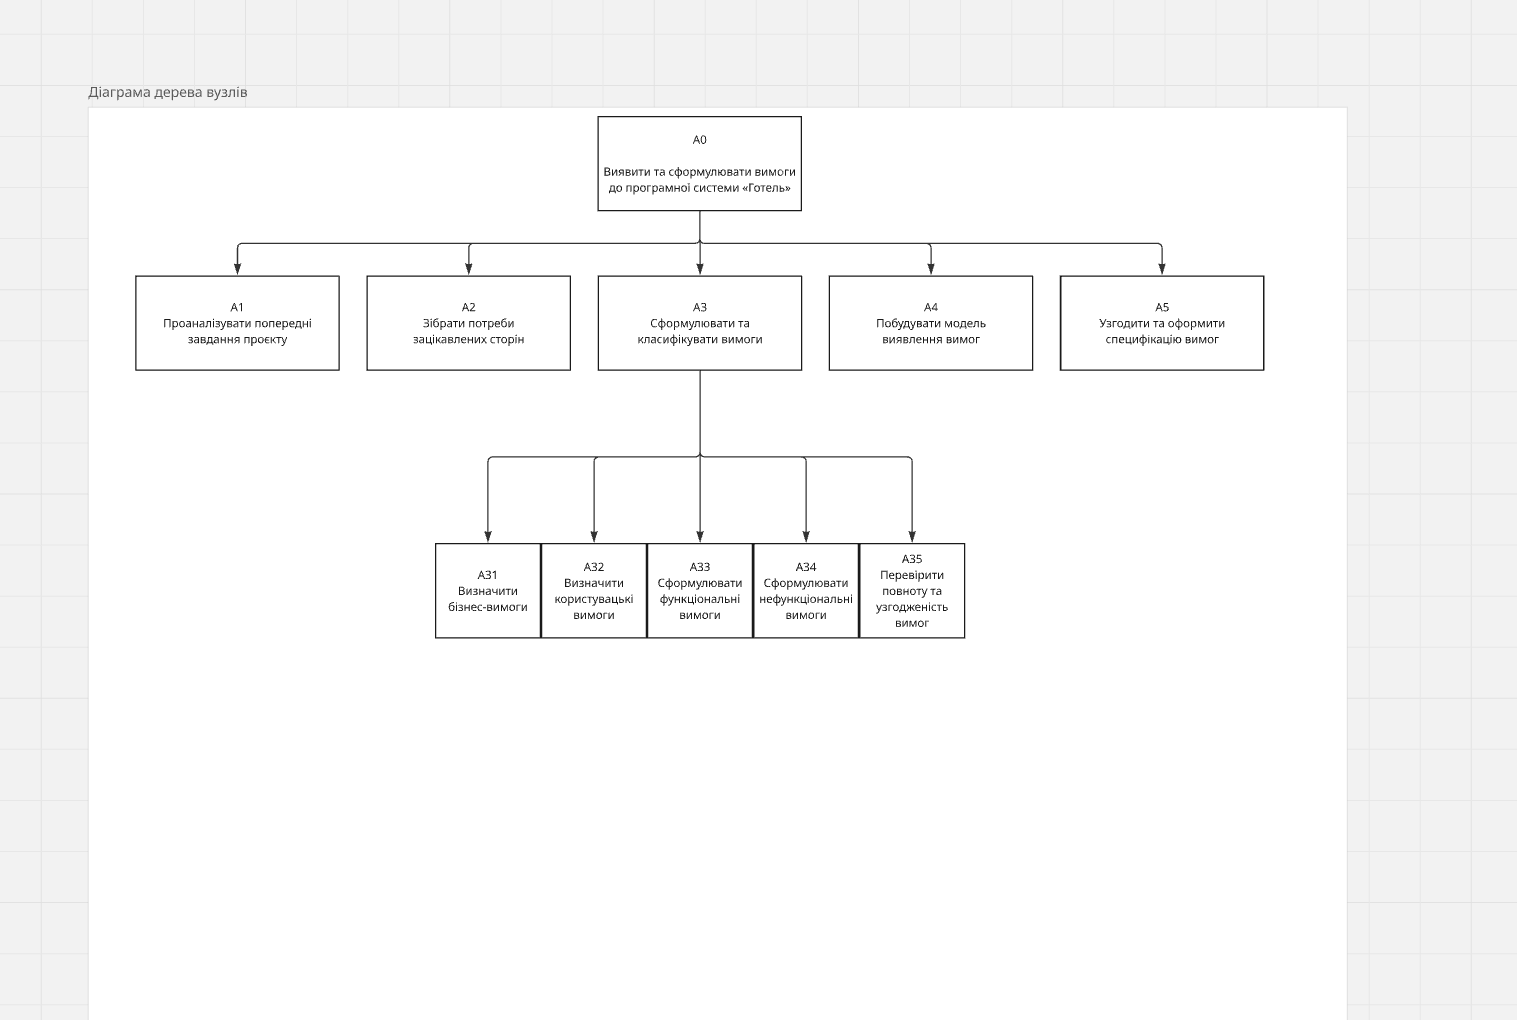 Діаграма дерева вузлів
A0
Виявити та сформулювати вимоги
до програмної системи «Готель»
A1
Проаналізувати попередні
завдання проєкту
A2
Зібрати потреби
зацікавлених сторін
A3
Сформулювати та
класифікувати вимоги
A4
Побудувати модель
виявлення вимог
A5
Узгодити та оформити
специфікацію вимог
A31
Визначити
бізнес-вимоги
A32
Визначити
користувацькі
вимоги
A33
Сформулювати
функціональні
вимоги
A34
Сформулювати
нефункціональні
вимоги
A35
Перевірити
повноту та
узгодженість
вимог